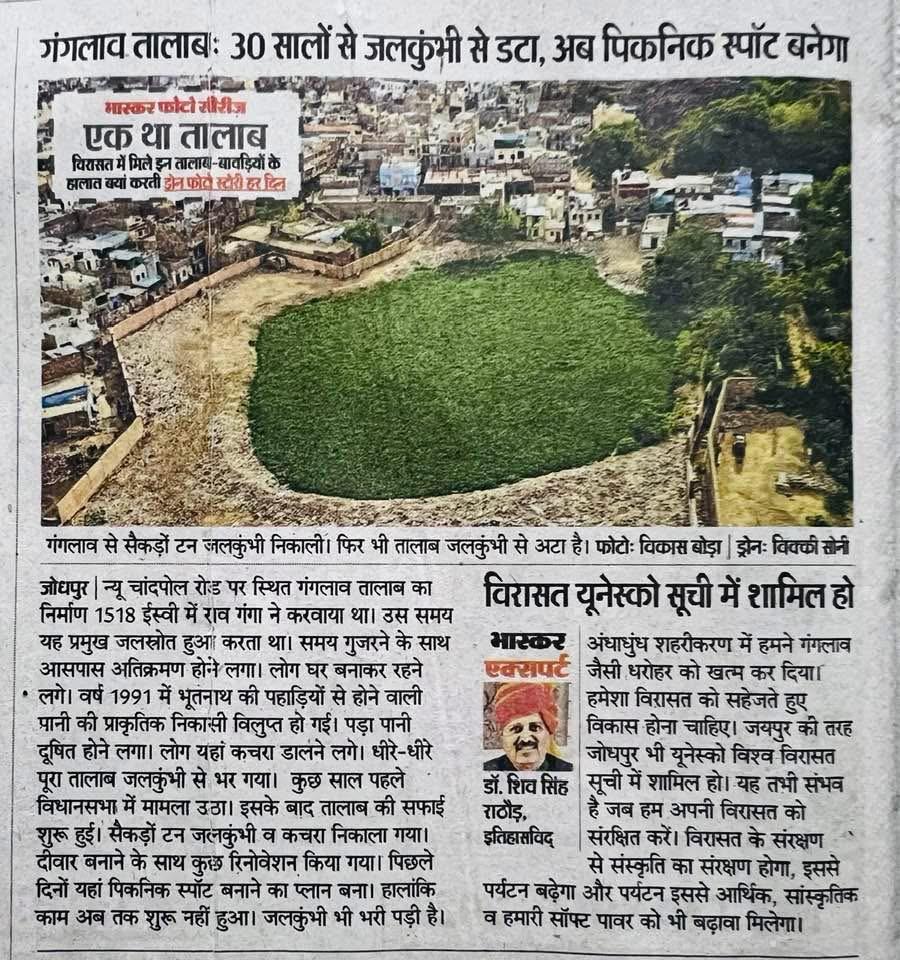 गंगलाव तालाब: 30 सालों से जलकुंभी से डटा, अब पिकनिक स्पॉट बनेगा
भास्कर फोटो सीरीज
एक था तालाब
विरासत में मिले इन तालाब-बावड़ियों के
हालात बयां करती ड्रोन फोटो स्टोरी हर दिन
गंगलाव से सैकड़ों टन जलकुंभी निकाली। फिर भी तालाब जलकुंभी से अटा है। फोटो: विकास बोड़ा | ड्रोन: विक्की सोनी
जोधपुर | न्यू चांदपोल रोड पर स्थित गंगलाव तालाब का
निर्माण 1518 ईस्वी में राव गंगा ने करवाया था। उस समय
यह प्रमुख जलस्रोत हुआ करता था। समय गुजरने के साथ
आसपास अतिक्रमण होने लगा। लोग घर बनाकर रहने
लगे। वर्ष 1991 में भूतनाथ की पहाड़ियों से होने वाली
पानी की प्राकृतिक निकासी विलुप्त हो गई। पड़ा पानी
दूषित होने लगा। लोग यहां कचरा डालने लगे। धीरे-धीरे
पूरा तालाब जलकुंभी से भर गया। कुछ साल पहले
विधानसभा में मामला उठा। इसके बाद तालाब की सफाई
शुरू हुई। सैकड़ों टन जलकुंभी व कचरा निकाला गया।
दीवार बनाने के साथ कुछ रिनोवेशन किया गया। पिछले
दिनों यहां पिकनिक स्पॉट बनाने का प्लान बना। हालांकि
काम अब तक शुरू नहीं हुआ। जलकुंभी भी भरी पड़ी है।
विरासत यूनेस्को सूची में शामिल हो
भास्कर
एक्सपर्ट
डॉ. शिव सिंह
राठौड़,
इतिहासविद्
अंधाधुंध शहरीकरण में हमने गंगलाव
जैसी धरोहर को खत्म कर दिया।
हमेशा विरासत को सहेजते हुए
विकास होना चाहिए। जयपुर की तरह
जोधपुर भी यूनेस्को विश्व विरासत
सूची में शामिल हो। यह तभी संभव
है जब हम अपनी विरासत को
संरक्षित करें। विरासत के संरक्षण
से संस्कृति का संरक्षण होगा, इससे
पर्यटन बढ़ेगा और पर्यटन इससे आर्थिक, सांस्कृतिक
व हमारी सॉफ्ट पावर को भी बढ़ावा मिलेगा।